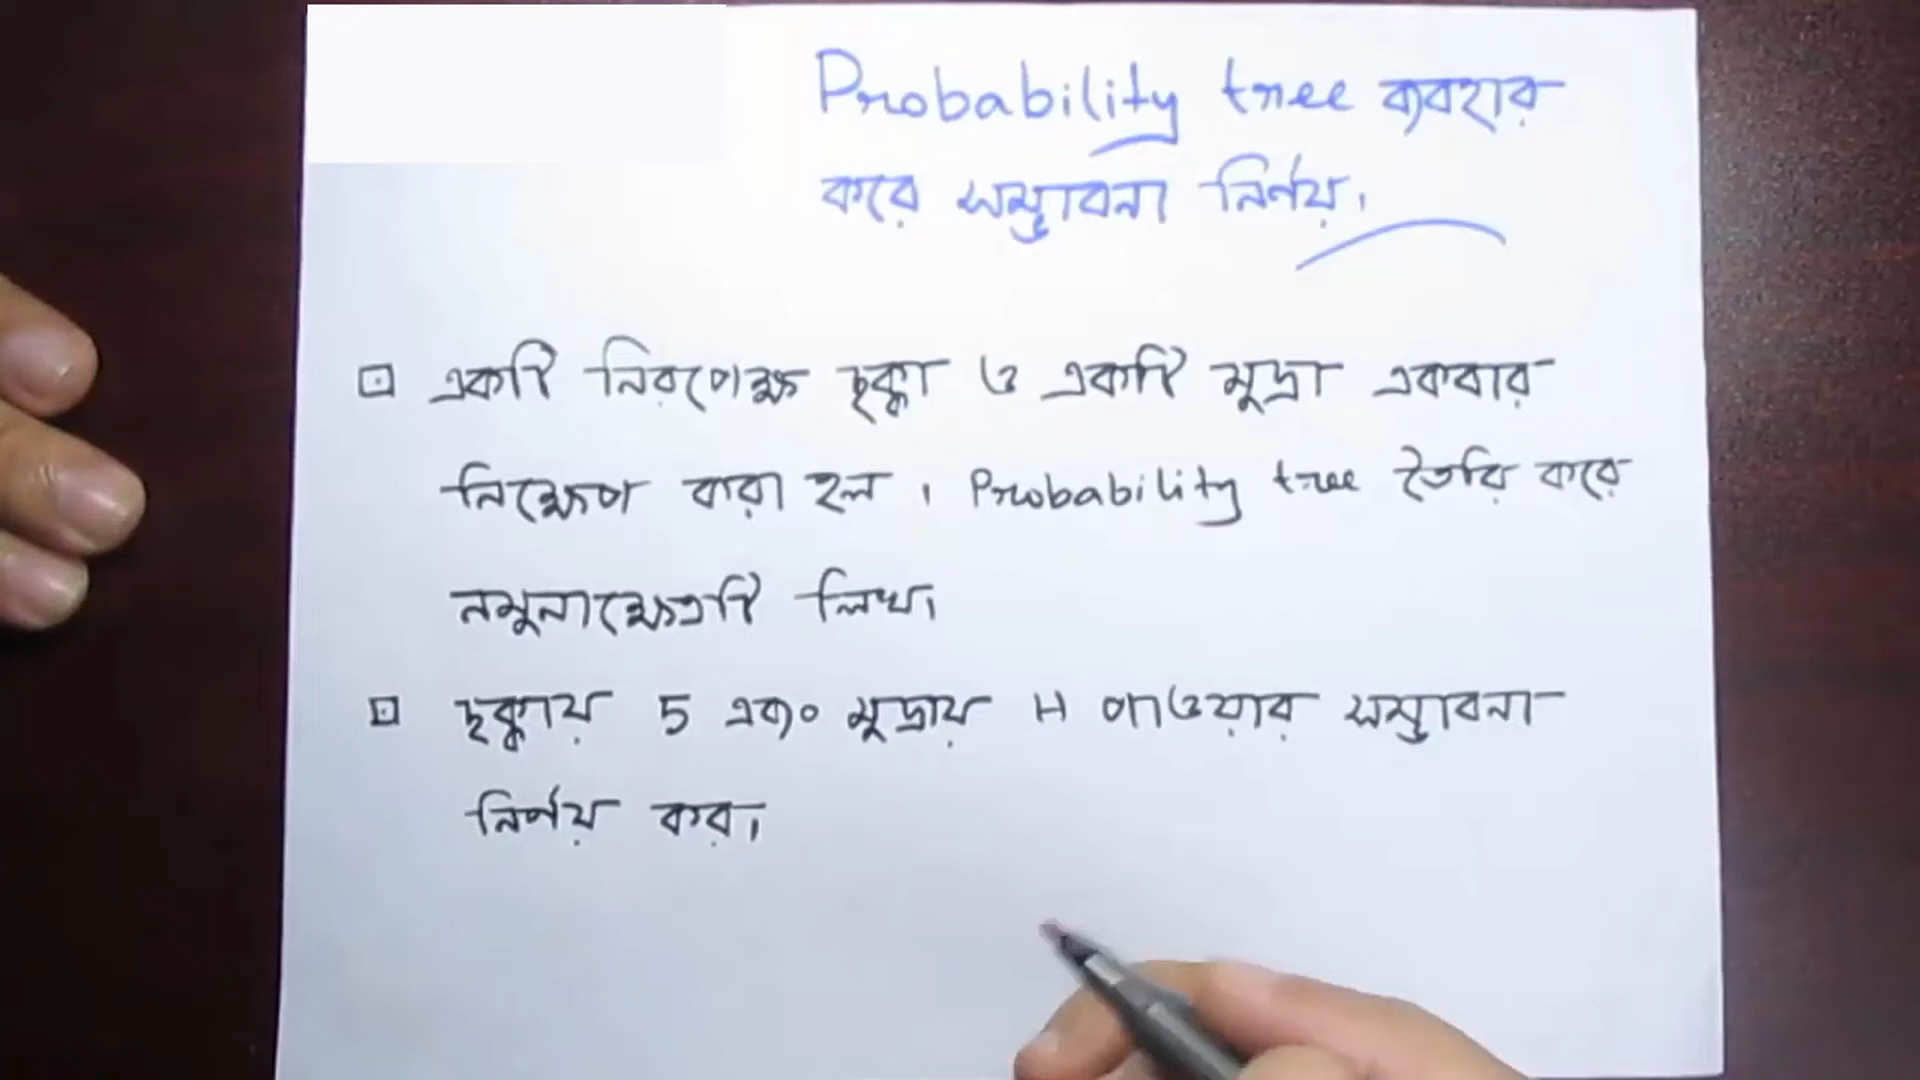 Probability tree ব্যবহার
করে সম্ভাবনা নির্ণয়।
একটি নিরপেক্ষ ছক্কা ও একটি মুদ্রা একবার
নিক্ষেপ করা হল। Probability tree তৈরি করে
নমুনাক্ষেত্রটি লিখ।
ছক্কায় 5 এবং মুদ্রায় H পাওয়ার সম্ভাবনা
নির্ণয় কর।